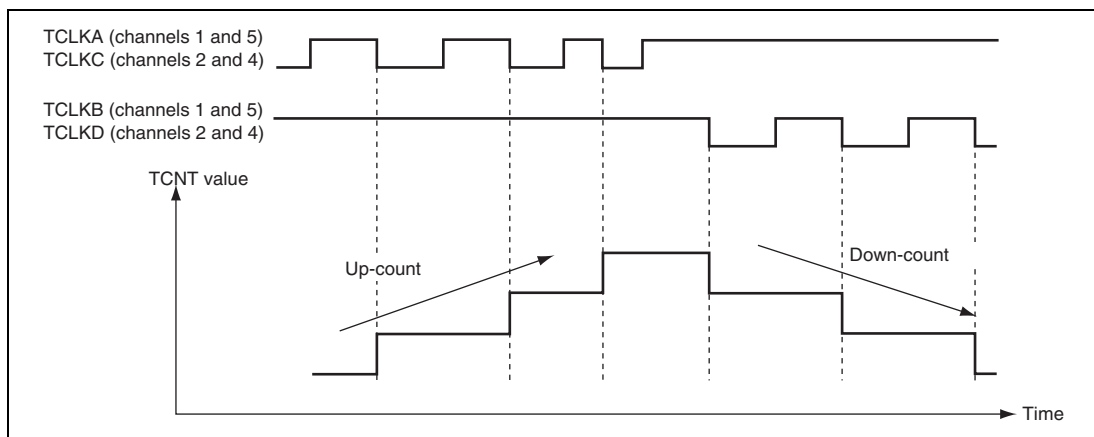 TCLKA (channels 1 and 5)
TCLKC (channels 2 and 4)
TCLKB (channels 1 and 5)
TCLKD (channels 2 and 4)
TCNT value
Up-count
Down-count
Time